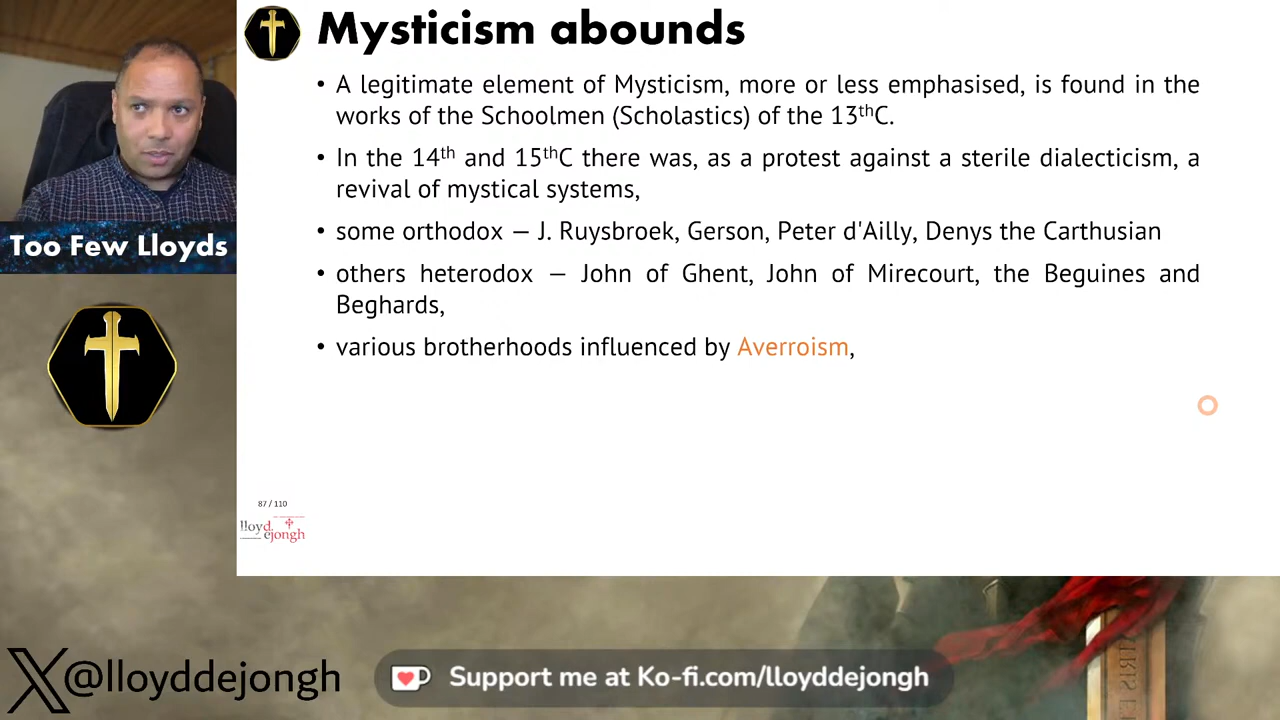 Mysticism abounds
• A legitimate element of Mysticism, more or less emphasised, is found in the
works of the Schoolmen (Scholastics) of the 13thC.
• In the 14th and 15thC there was, as a protest against a sterile dialecticism, a
revival of mystical systems,
• some orthodox — J. Ruysbroek, Gerson, Peter d'Ailly, Denys the Carthusian
• others heterodox — John of Ghent, John of Mirecourt, the Beguines and
Beghards,
• various brotherhoods influenced by Averroism,
Too Few Lloyds
87 / 110
lloyd
ejongh
X@lloyddejongh
Support me at Ko-fi.com/lloyddejongh